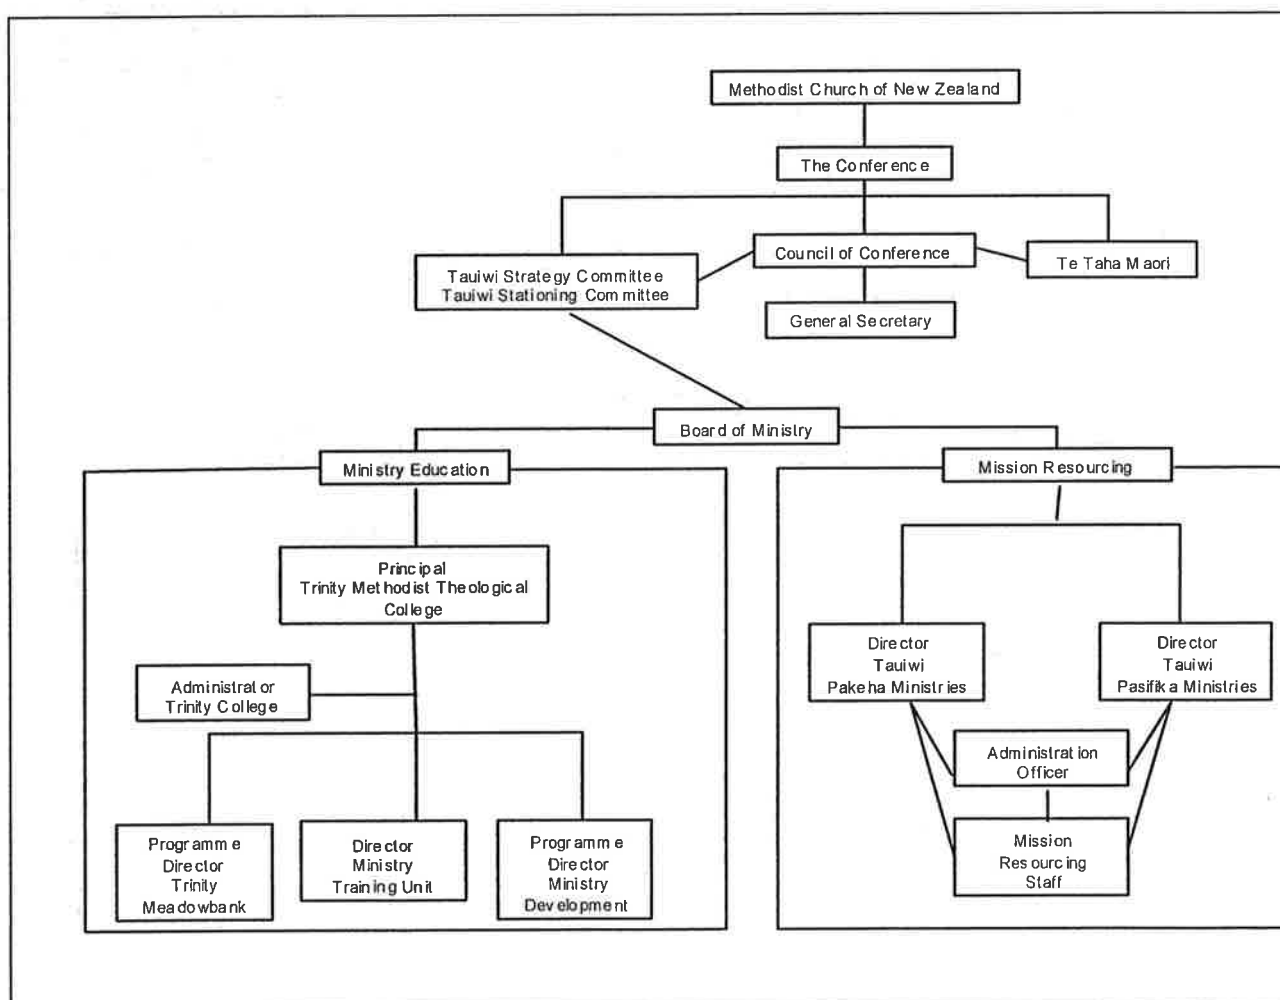 Methodist Church of New Zealand
The Conference
Council of Conference
Tauiwi Strategy Committee
Tauiwi Stationing Committee
Te Taha Maori
General Secretary
Board of Ministry
Ministry Education
Mission Resourcing
Principal
Trinity Methodist Theological
College
Administrator
Trinity College
Programme
Director
Trinity
Meadowbank
Director
Ministry
Training Unit
Programme
Director
Ministry
Development
Director
Tauiwi
Pakeha Ministries
Director
Tauiwi
Pasifika Ministries
Administration
Officer
Mission
Resourcing
Staff